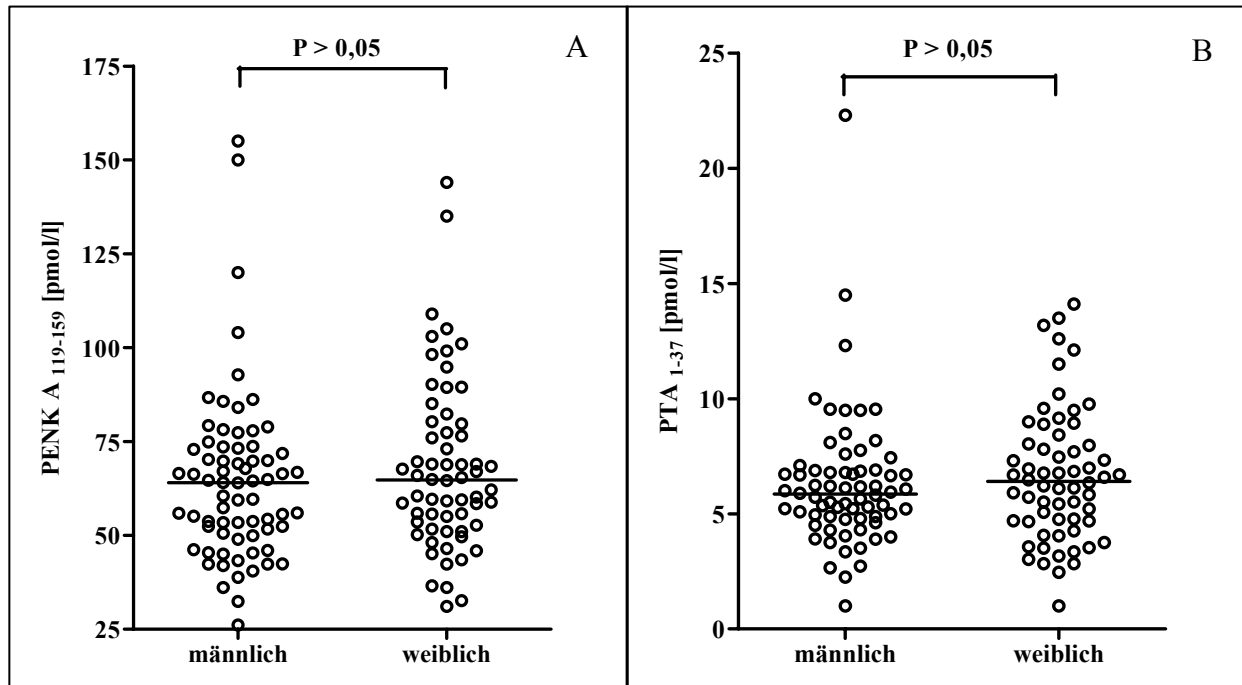 P > 0,05
A
175
150
125
100
75
50
25
PENK A 119-159 [pmol/l]
männlich
weiblich
P > 0,05
B
25
20
15
10
5
0
PTA 1-37 [pmol/l]
männlich
weiblich